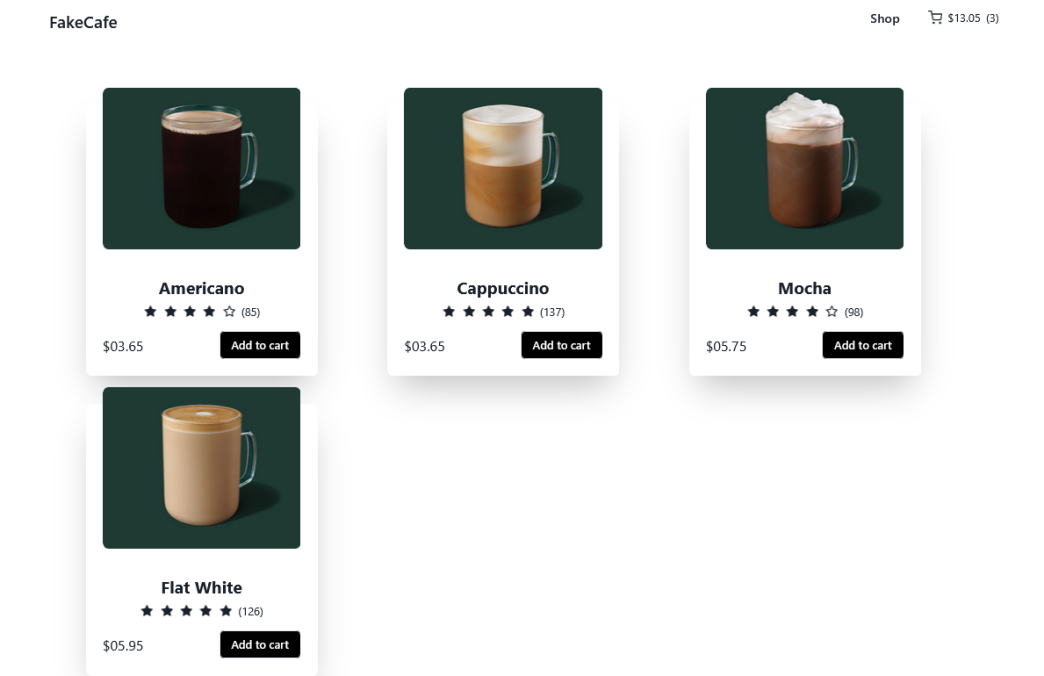 FakeCafe
Shop
$13.05 (3)
Americano
(85)
$03.65
Add to cart
Cappuccino
(137)
$03.65
Add to cart
Mocha
(98)
$05.75
Add to cart
Flat White
(126)
$05.95
Add to cart